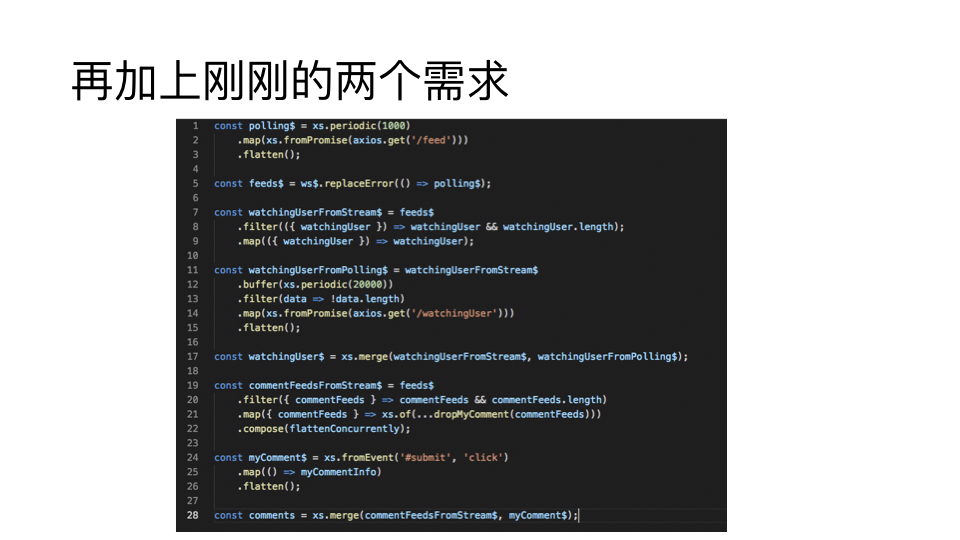 再加上刚刚的两个需求
1 const polling$ = xs.periodic(1000)
2 .map(xs.fromPromise(axios.get('/feed')))
3 .flatten();
4
5 const feeds$ = ws$.replaceError(() => polling$);
6
7 const watchingUserFromStream$ = feeds$
8 .filter(({ watchingUser }) => watchingUser && watchingUser.length);
9 .map(({ watchingUser }) => watchingUser);
10
11 const watchingUserFromPolling$ = watchingUserFromStream$
12 .buffer(xs.periodic(20000))
13 .filter(data => !data.length)
14 .map(xs.fromPromise(axios.get('/watchingUser')))
15 .flatten();
16
17 const watchingUser$ = xs.merge(watchingUserFromStream$, watchingUserFromPolling$);
18
19 const commentFeedsFromStream$ = feeds$
20 .filter({ commentFeeds } => commentFeeds && commentFeeds.length)
21 .map({ commentFeeds } => xs.of(...dropMyComment(commentFeeds)))
22 .compose(flattenConcurrently);
23
24 const myComment$ = xs.fromEvent('#submit', 'click')
25 .map(() => myCommentInfo)
26 .flatten();
27
28 const comments = xs.merge(commentFeedsFromStream$, myComment$);